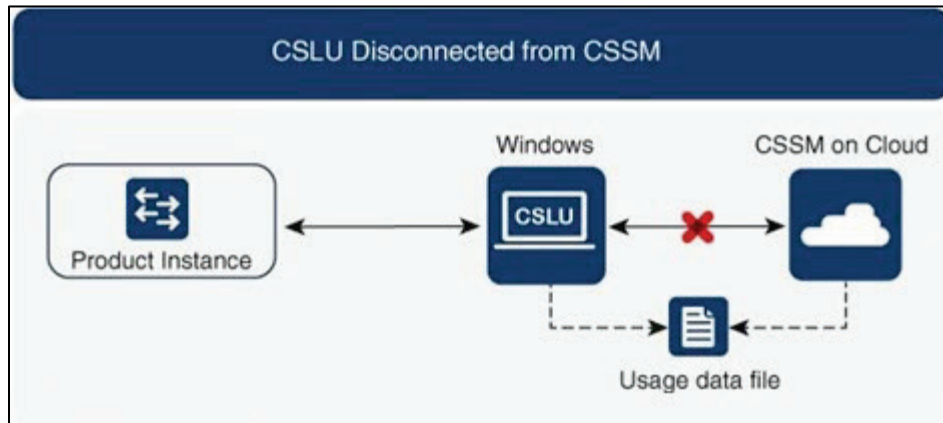 CSLU Disconnected from CSSM
Windows
CSSM on Cloud
CSLU
Product Instance
Usage data file